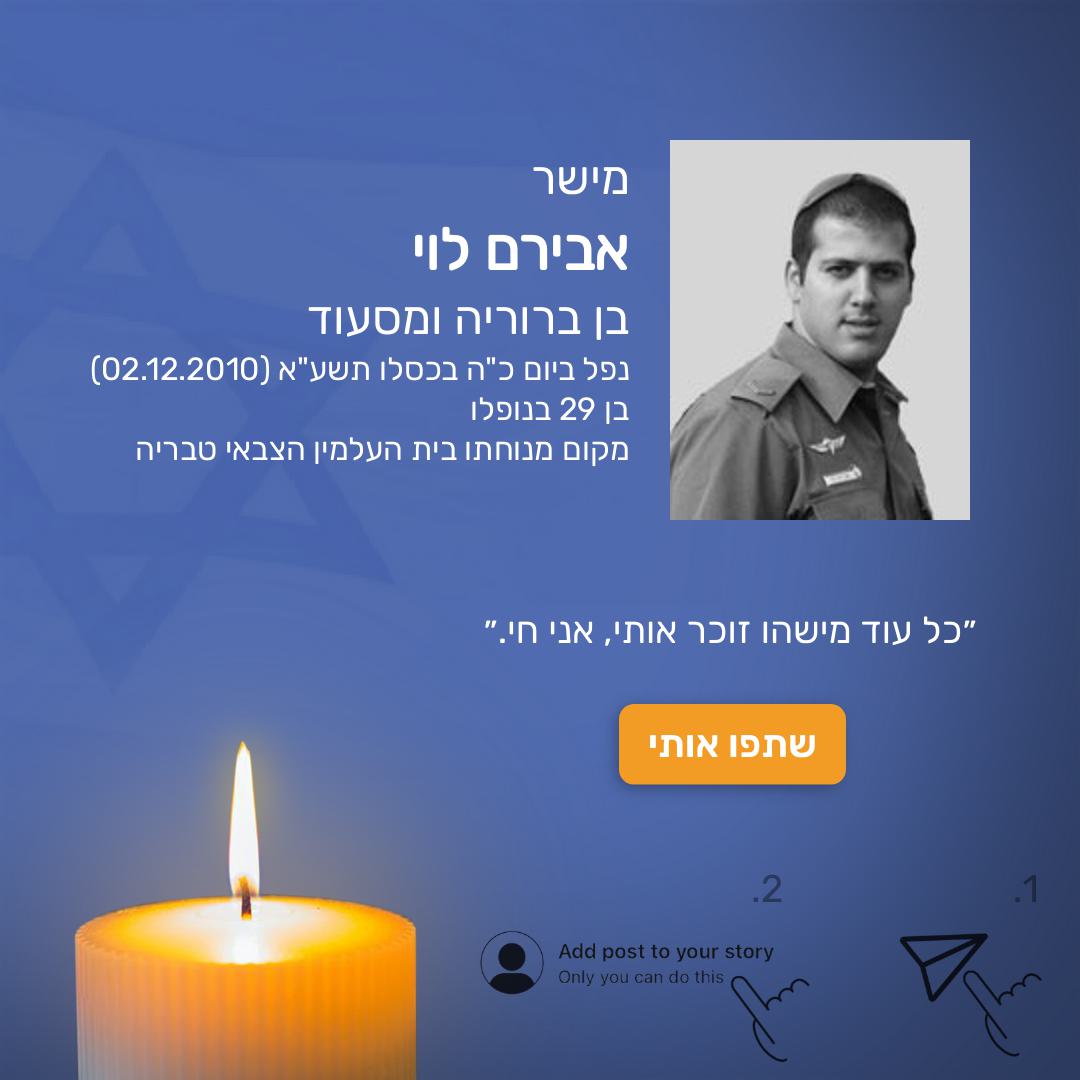 מישר
אבירם לוי
בן ברוריה ומסעוד
נפל ביום כ"ה בכסלו תשע"א (02.12.2010)
בן 29 בנופלו
מקום מנוחתו בית העלמין הצבאי טבריה
״כל עוד מישהו זוכר אותי, אני חי.״
שתפו אותי
.1
.2
Add post to your story
Only you can do this